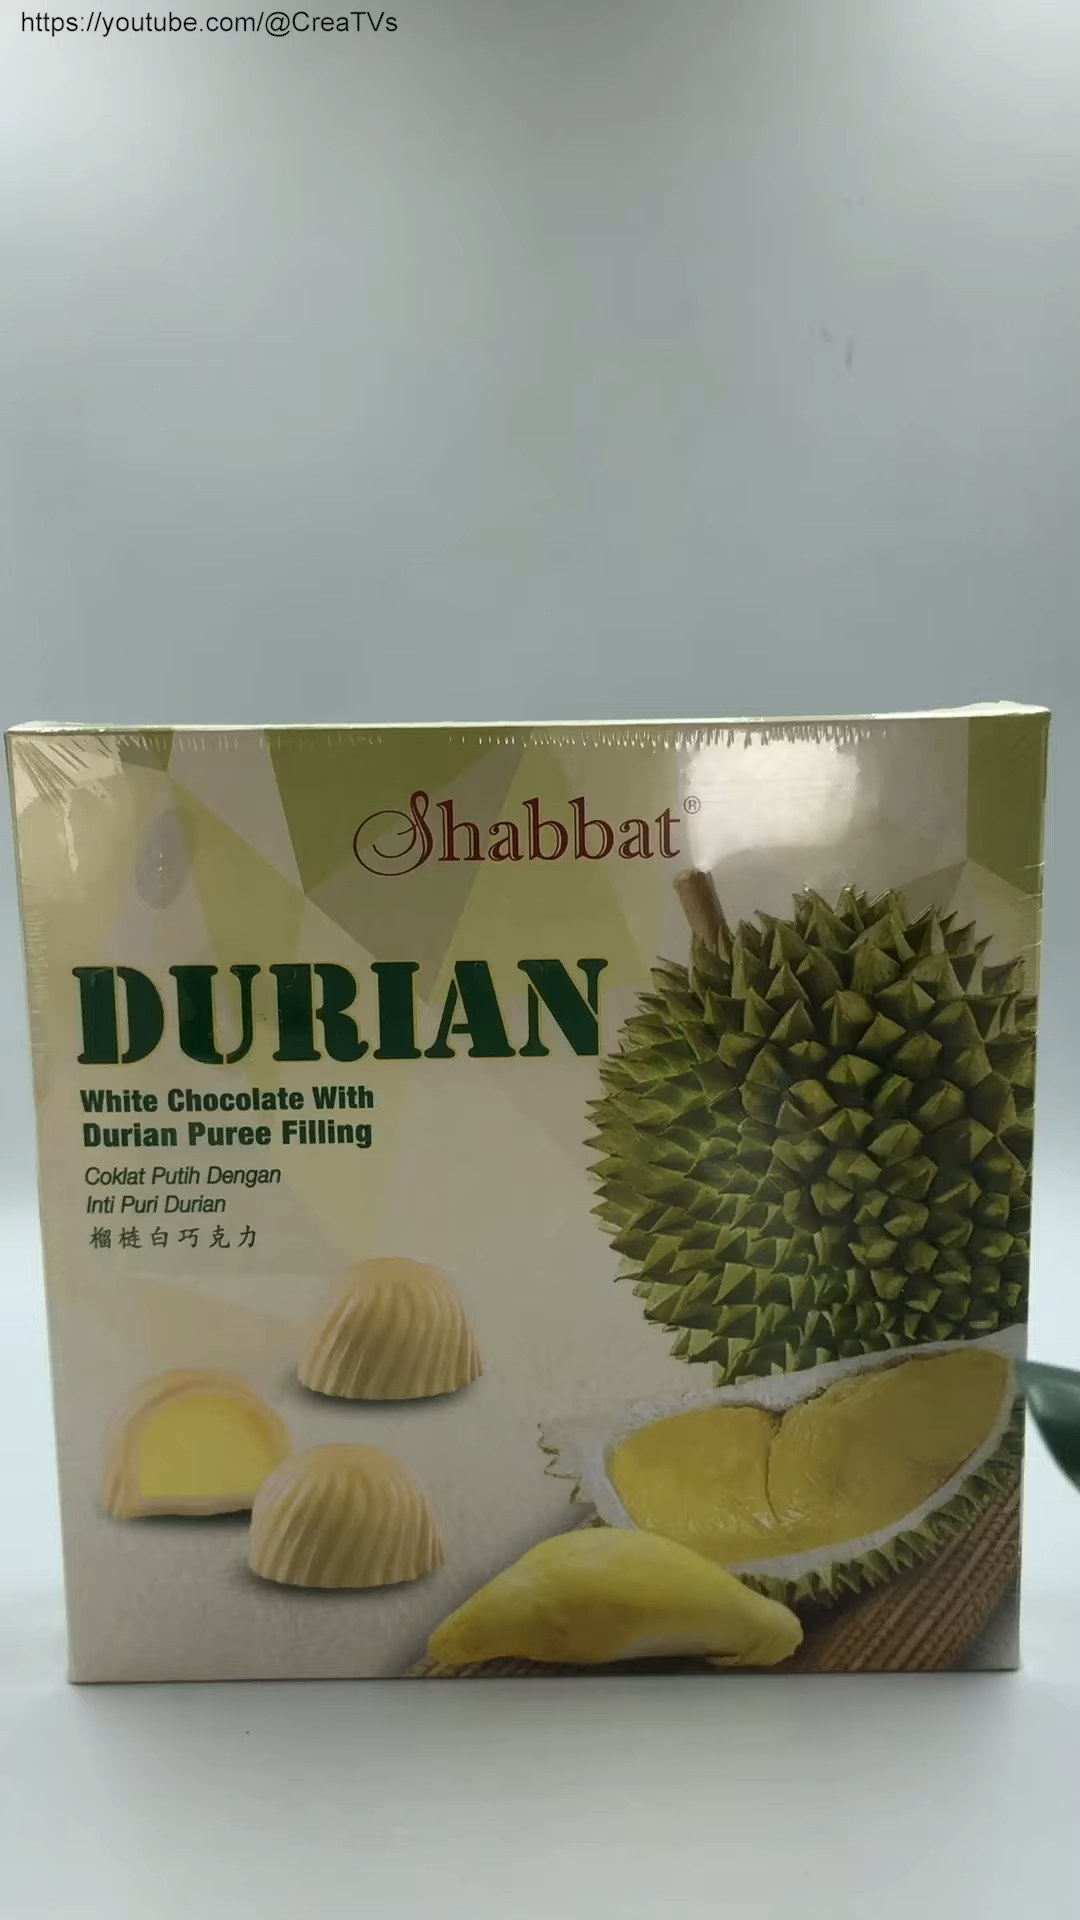 https://youtube.com/@CreaTVs
Shabbat®
DURIAN
White Chocolate With
Durian Puree Filling
Coklat Putih Dengan
Inti Puri Durian
榴梿白巧克力